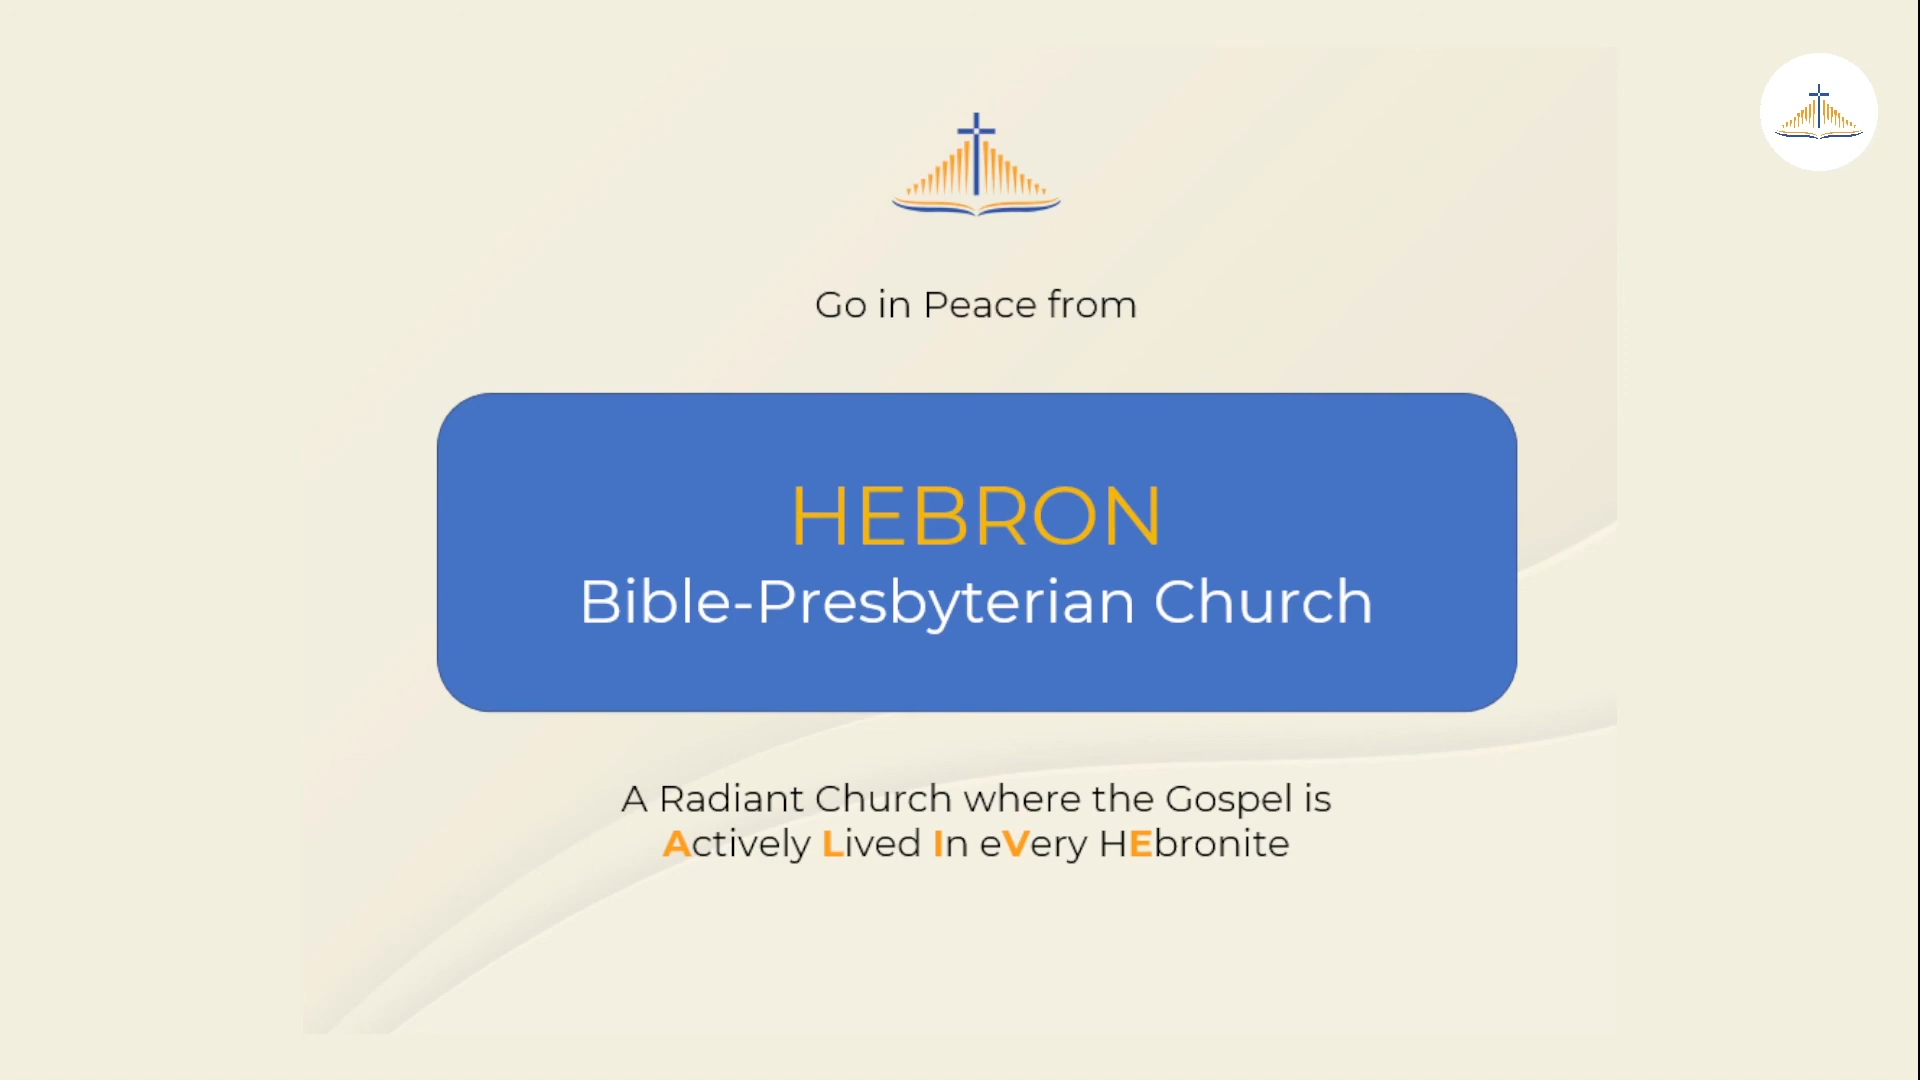 Go in Peace from
HEBRON
Bible-Presbyterian Church
A Radiant Church where the Gospel is
Actively Lived In eVery HEbronite